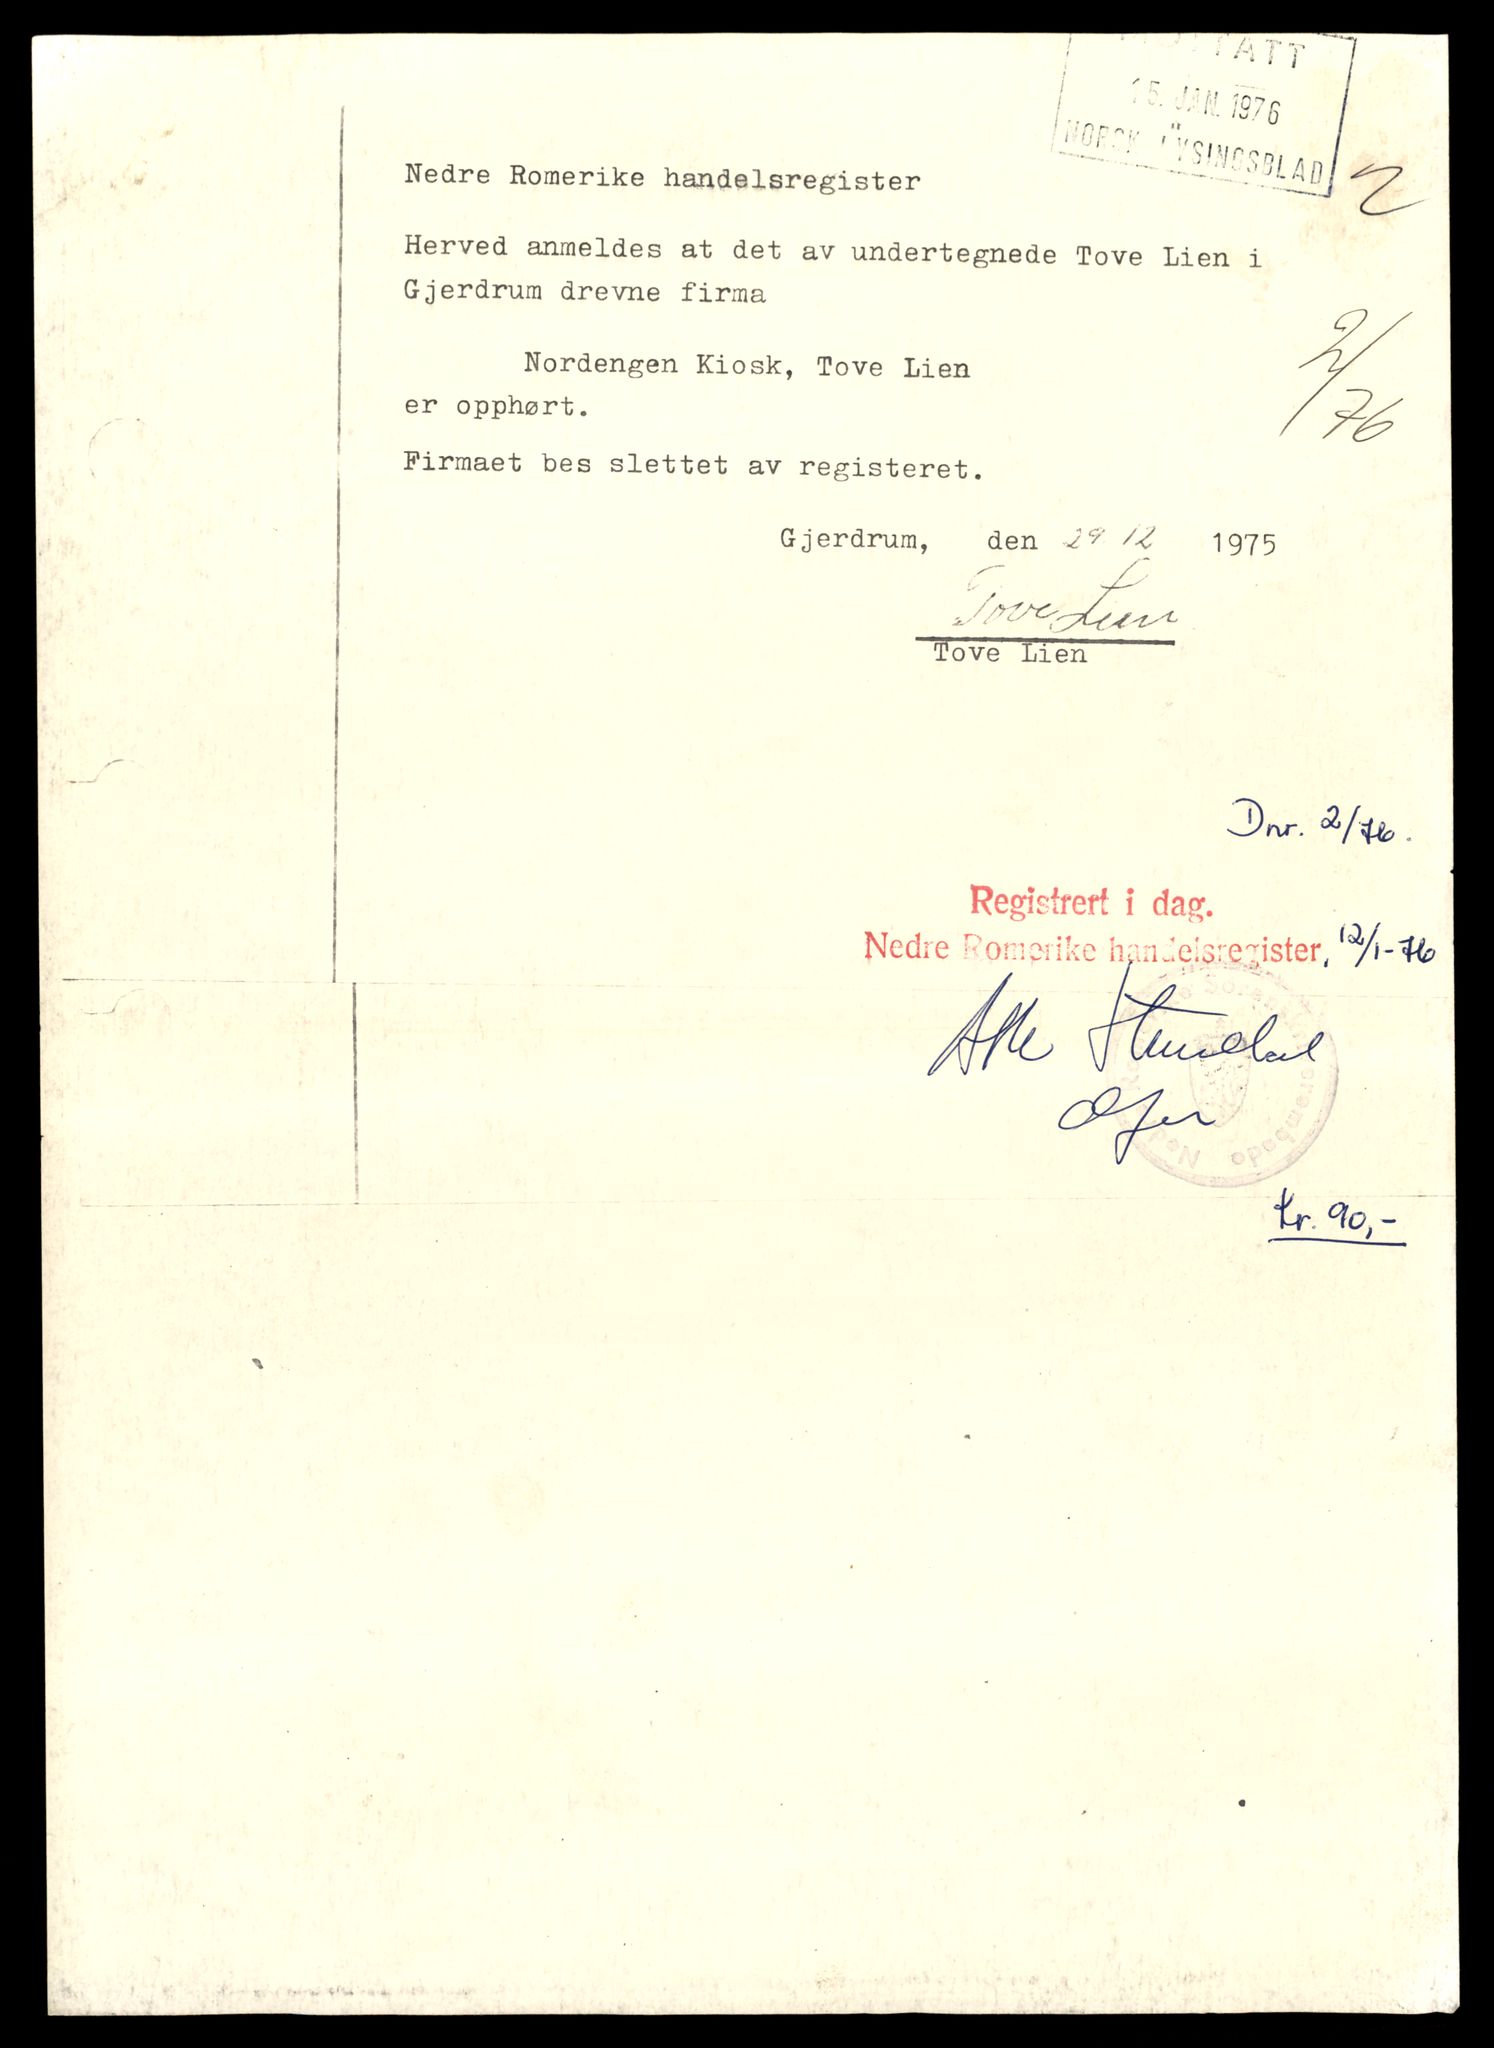 TATT
15. JAN. 1976
NORSK LYSINGSBLAD
2
Nedre Romerike handelsregister
Herved anmeldes at det av undertegnede Tove Lien i
Gjerdrum drevne firma
2/76
Nordengen Kiosk, Tove Lien
er opphørt.
Firmaet bes slettet av registeret.
Gjerdrum, den 29 12 1975
Tove Lien
Tove Lien
Dnr. 2/76.
Registrert i dag.
Nedre Romerike handelsregister, 12/1-76
Kr. 90,-